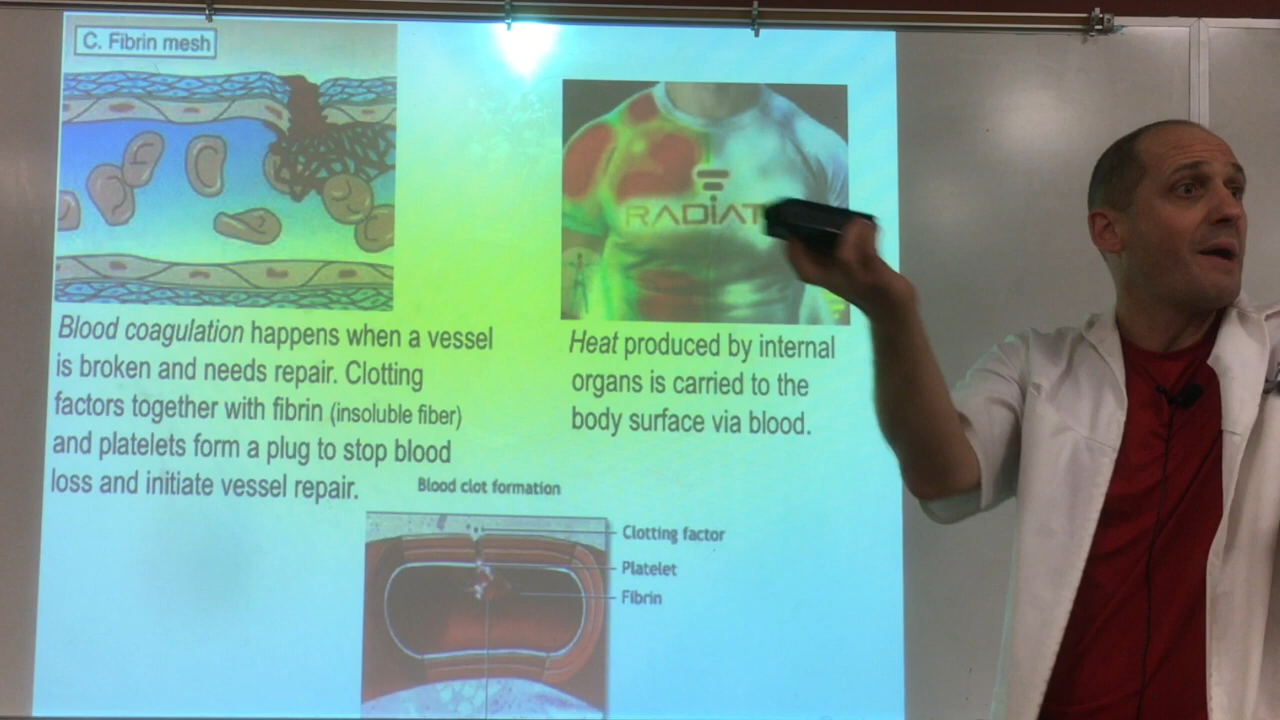 C. Fibrin mesh
Blood coagulation happens when a vessel
is broken and needs repair. Clotting
factors together with fibrin (insoluble fiber)
and platelets form a plug to stop blood
loss and initiate vessel repair.
RADIAT
Heat produced by internal
organs is carried to the
body surface via blood.
Blood clot formation
Clotting factor
Platelet
Fibrin